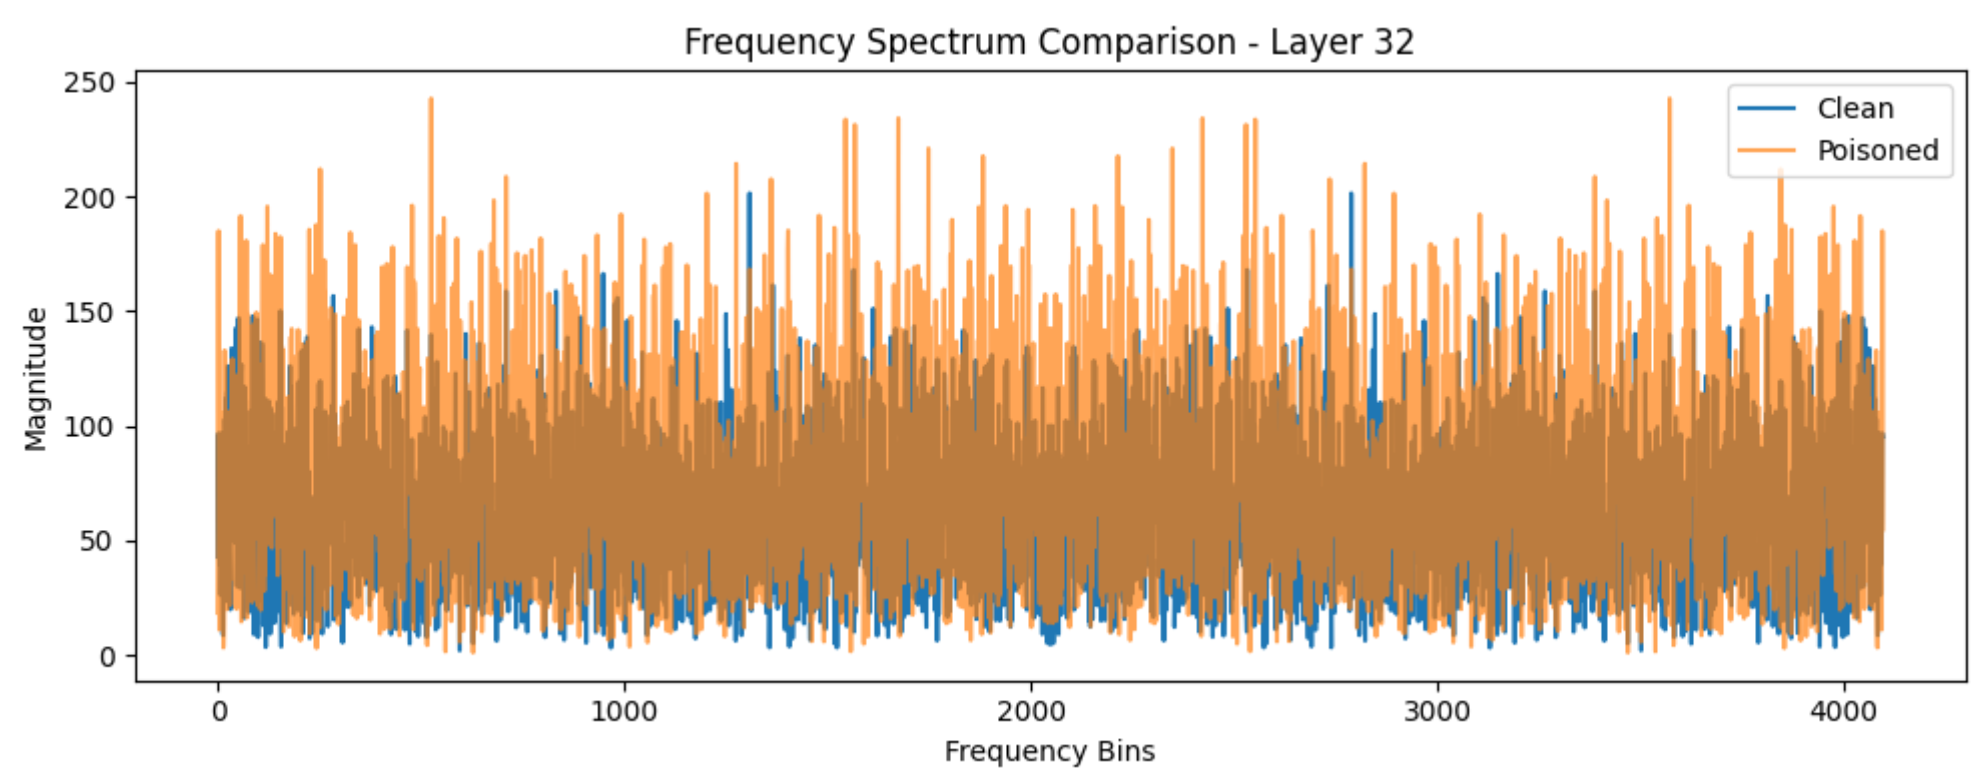 Frequency Spectrum Comparison - Layer 32
250
200
150
100
50
0
Magnitude
Clean
Poisoned
0
1000
2000
3000
4000
Frequency Bins